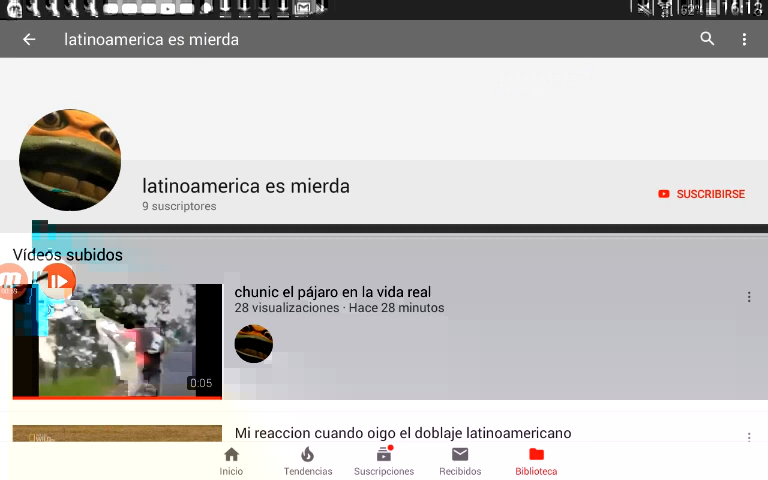 latinoamerica es mierda
latinoamerica es mierda
9 suscriptores
SUSCRIBIRSE
Vídeos subidos
chunic el pájaro en la vida real
28 visualizaciones · Hace 28 minutos
0:05
Mi reaccion cuando oigo el doblaje latinoamericano
Inicio
Tendencias
Suscripciones
Recibidos
Biblioteca